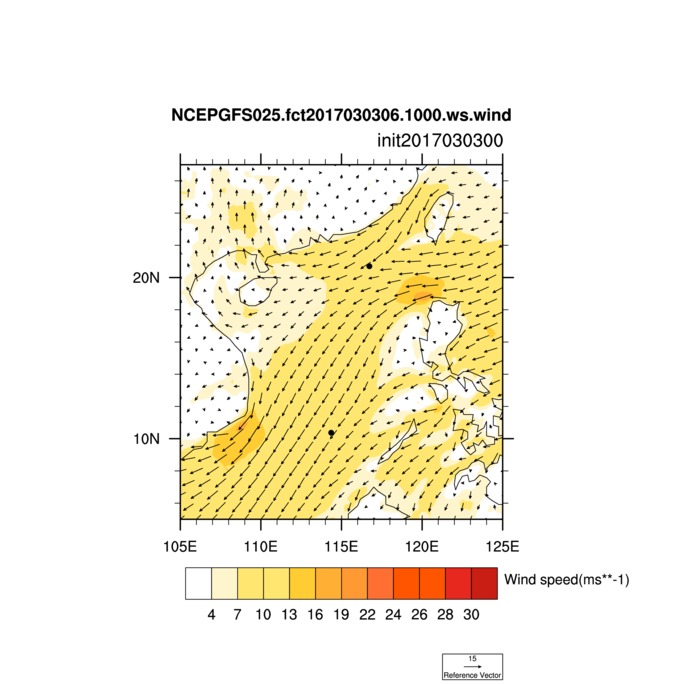 NCEPGFS025.fct2017030306.1000.ws.wind
init2017030300
20N
10N
105E 110E 115E 120E 125E
Wind speed(ms**-1)
4 7 10 13 16 19 22 24 26 28 30
15
Reference Vector